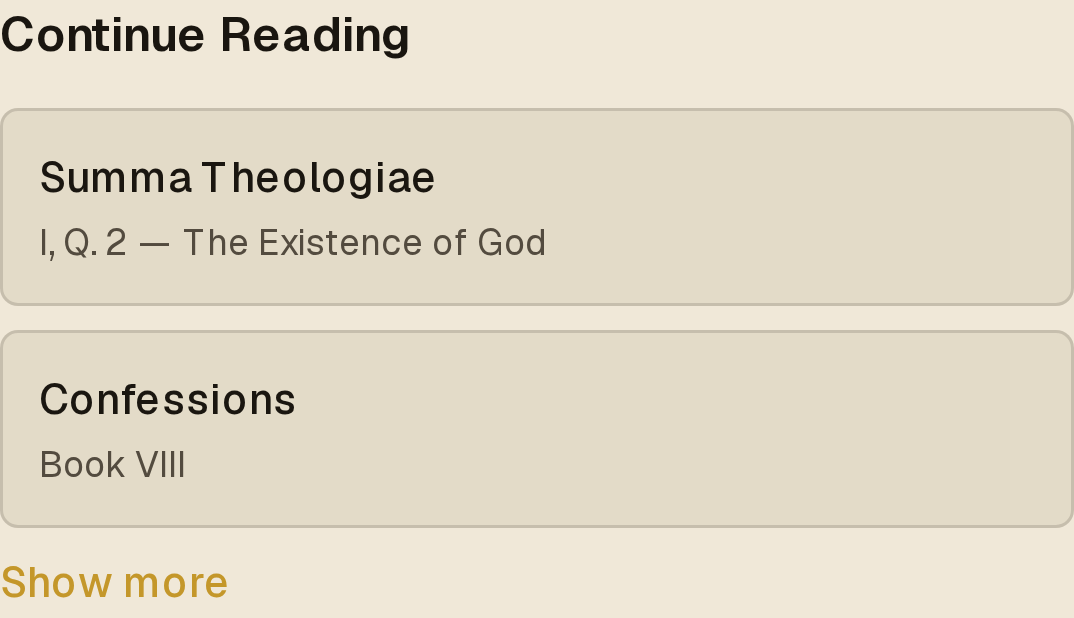 Continue Reading
Summa Theologiae
I, Q. 2 — The Existence of God
Confessions
Book VIII
Show more